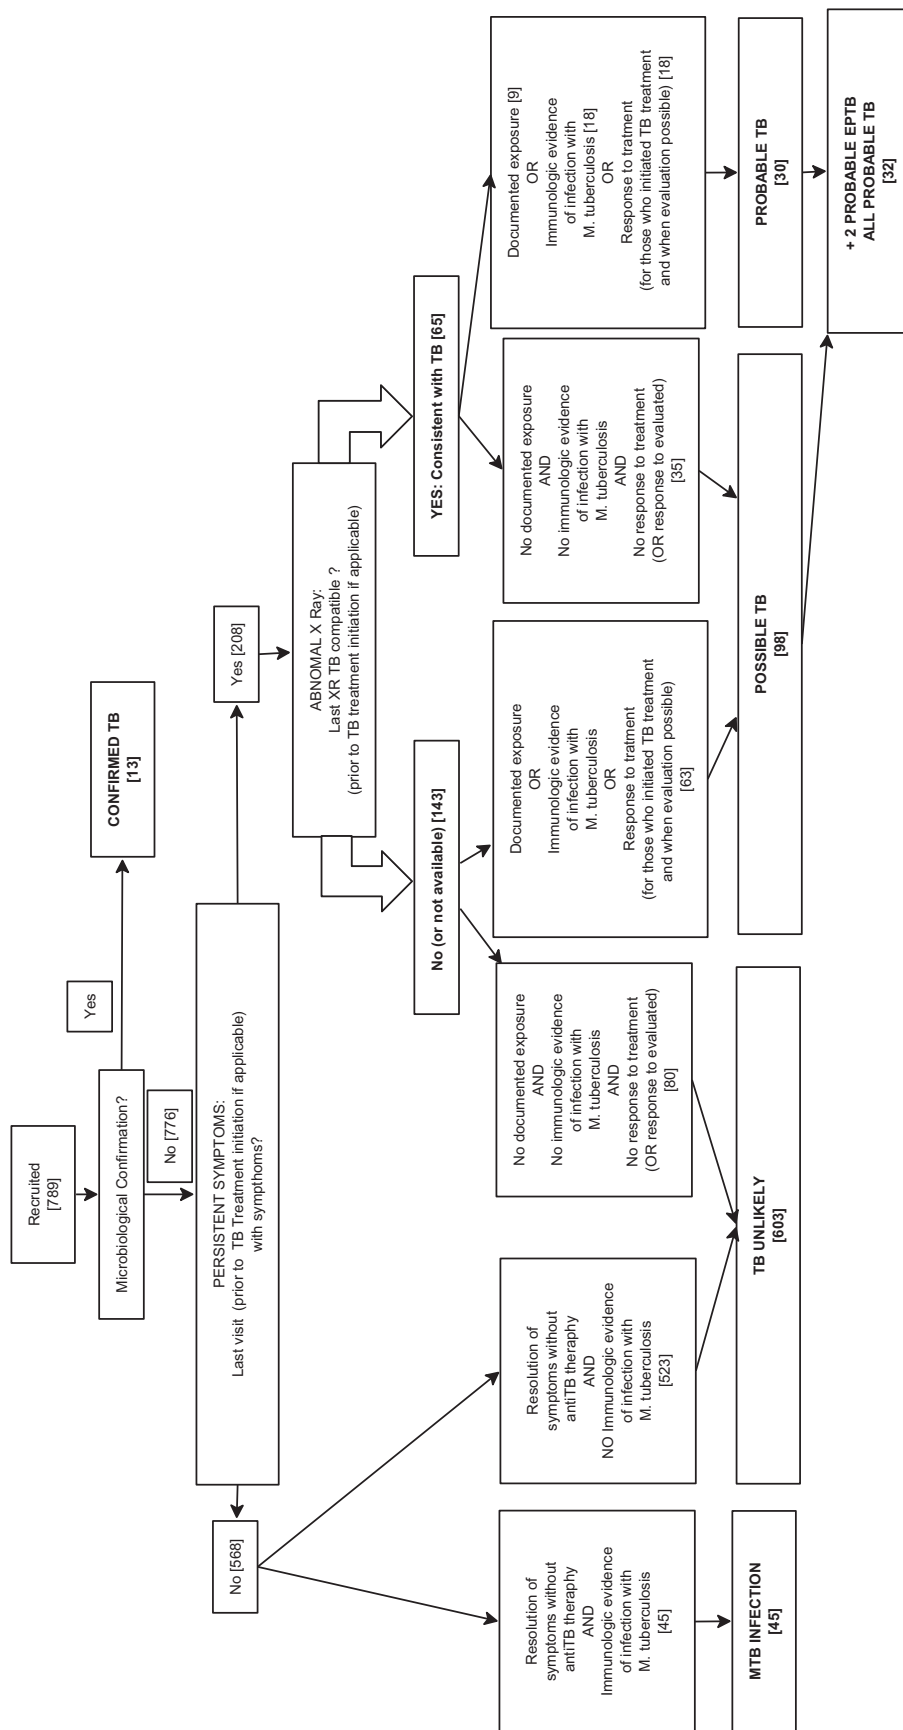 Recruited
[789]
Microbiological Confirmation?
Yes
CONFIRMED TB
[13]
No [776]
PERSISTENT SYMPTOMS:
Last visit (prior to TB Treatment initiation if applicable)
with sympthoms?
No [568]
Yes [208]
ABNOMAL X Ray:
Last XR TB compatible ?
(prior to TB treatment initiation if applicable)
No (or not available) [143]
YES: Consistent with TB [65]
Resolution of
symptoms without
antiTB theraphy
AND
Immunologic evidence
of infection with
M. tuberculosis
[45]
Resolution of
symptoms without
antiTB theraphy
AND
NO Immunologic evidence
of infection with
M. tuberculosis
[523]
No documented exposure
AND
No immunologic evidence
of infection with
M. tuberculosis
AND
No response to treatment
(OR response to evaluated)
[80]
Documented exposure
OR
Immunologic evidence
of infection with
M. tuberculosis
OR
Response to tratment
(for those who initiated TB treatment
and when evaluation possible)
[63]
No documented exposure
AND
No immunologic evidence
of infection with
M. tuberculosis
AND
No response to treatment
(OR response to evaluated)
[35]
Documented exposure [9]
OR
Immunologic evidence
of infection with
M. tuberculosis [18]
OR
Response to tratment
(for those who initiated TB treatment
and when evaluation possible) [18]
MTB INFECTION
[45]
TB UNLIKELY
[603]
POSSIBLE TB
[98]
PROBABLE TB
[30]
+ 2 PROBABLE EPTB
ALL PROBABLE TB
[32]